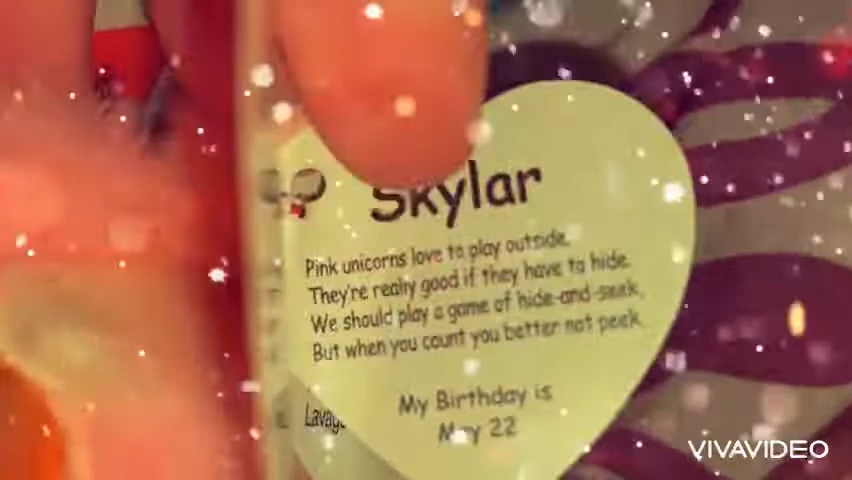 Skylar
Pink unicorns love to play outside.
They're really good if they have to hide.
We should play a game of hide-and-seek,
But when you count you better not peek.
My Birthday is
May 22
VIVAVIDEO